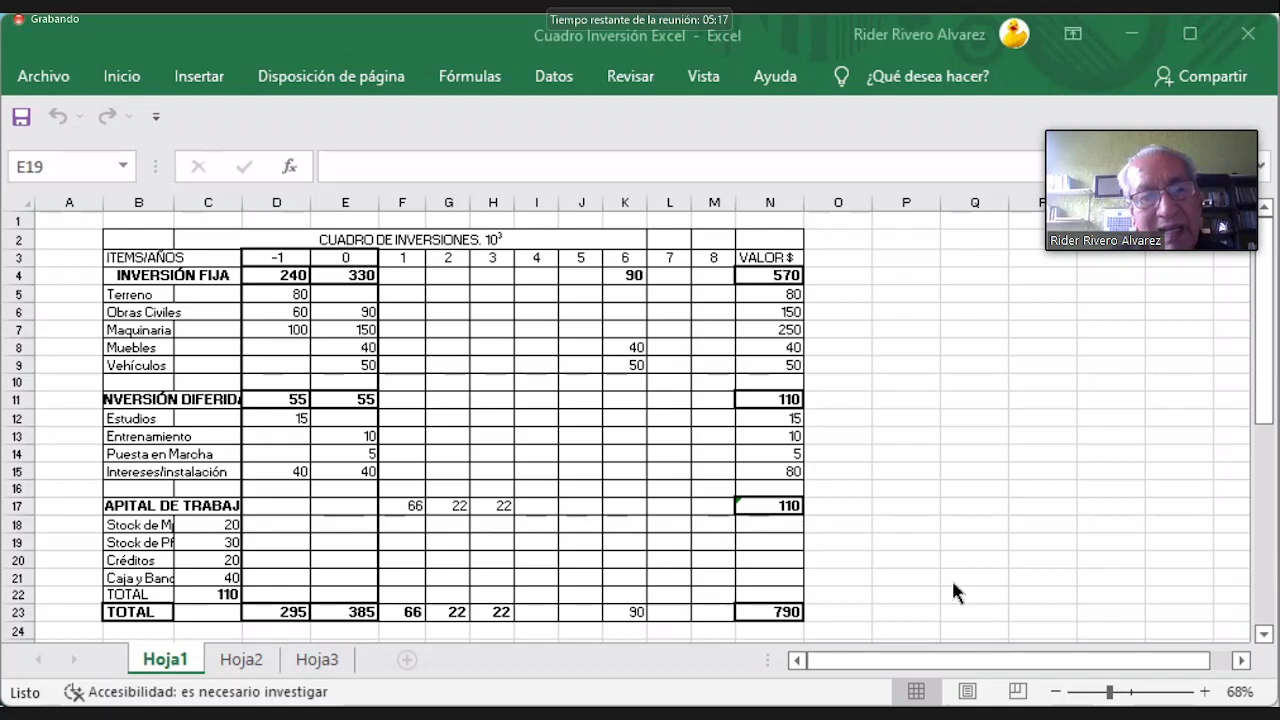 Grabando
Tiempo restante de la reunión: 05:17
Cuadro Inversión Excel - Excel
Rider Rivero Alvarez
Archivo Inicio Insertar Disposición de página Fórmulas Datos Revisar Vista Ayuda ¿Qué desea hacer? Compartir
E19 fx
Rider Rivero Alvarez
A B C D E F G H I J K L M N O P Q
1
2 CUADRO DE INVERSIONES. 10³
3 ITEMS/AÑOS -1 0 1 2 3 4 5 6 7 8 VALOR $
4 INVERSIÓN FIJA 240 330 90 570
5 Terreno 80 80
6 Obras Civiles 60 90 150
7 Maquinaria 100 150 250
8 Muebles 40 40 40
9 Vehículos 50 50 50
10
11 NVERSIÓN DIFERIDA 55 55 110
12 Estudios 15 15
13 Entrenamiento 10 10
14 Puesta en Marcha 5 5
15 Intereses/instalación 40 40 80
16
17 APITAL DE TRABAJ 66 22 22 110
18 Stock de M 20
19 Stock de Pf 30
20 Créditos 20
21 Caja y Banc 40
22 TOTAL 110
23 TOTAL 295 385 66 22 22 90 790
24
Hoja1 Hoja2 Hoja3
Listo Accesibilidad: es necesario investigar 68%